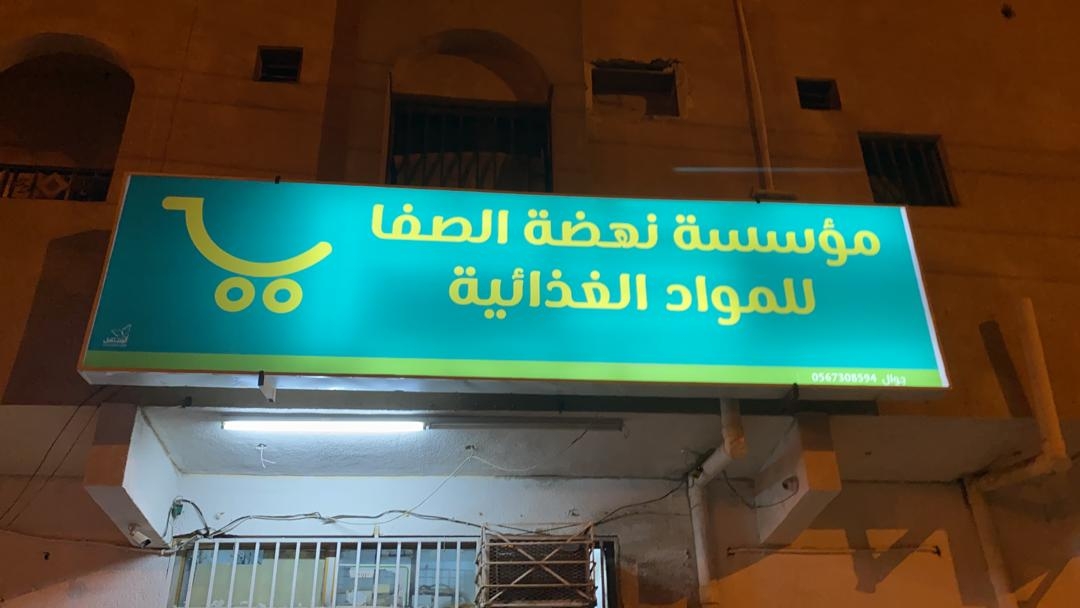 مؤسسة نهضة الصفا
للمواد الغذائية
جوال 0567308594